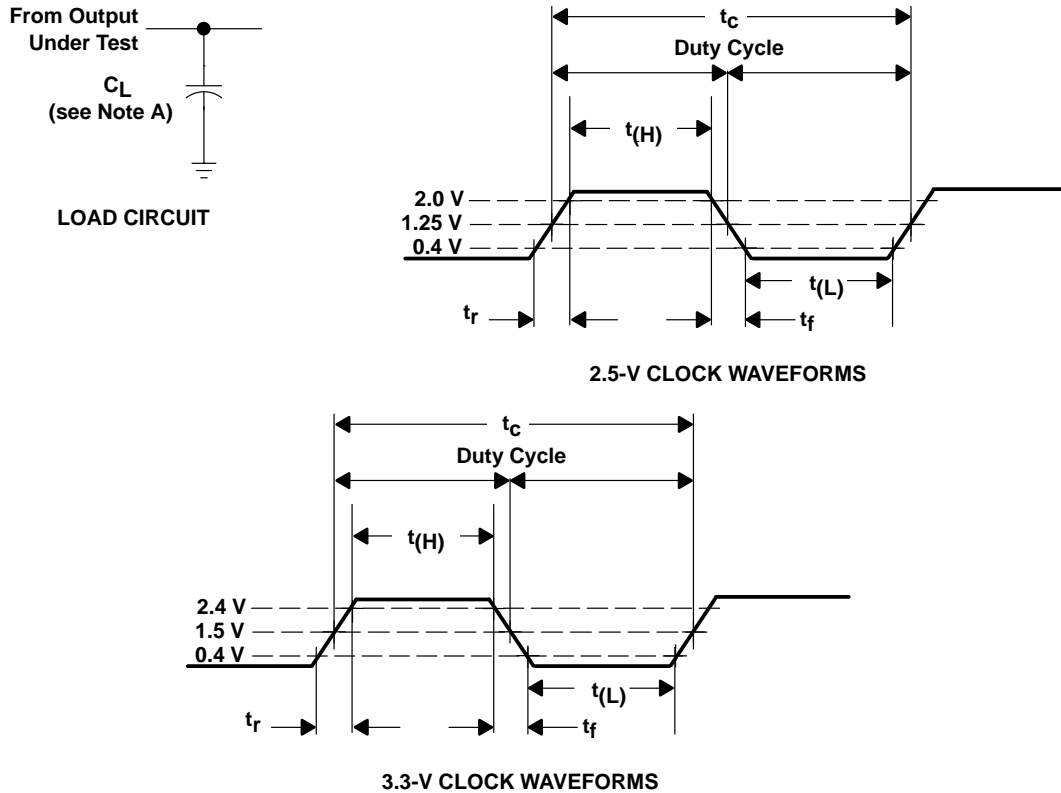 From Output
Under Test
CL
(see Note A)
LOAD CIRCUIT
tc
Duty Cycle
t(H)
2.0 V
1.25 V
0.4 V
t(L)
tr
tf
2.5-V CLOCK WAVEFORMS
tc
Duty Cycle
t(H)
2.4 V
1.5 V
0.4 V
t(L)
tr
tf
3.3-V CLOCK WAVEFORMS